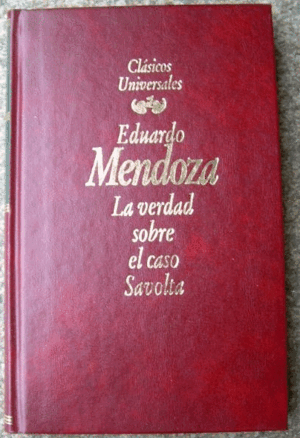 Clásicos
Universales
Eduardo
Mendoza
La verdad
sobre
el caso
Savolta